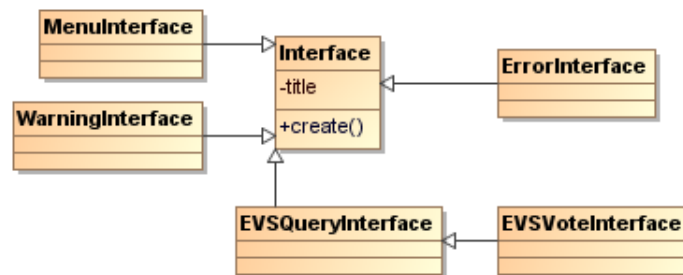 MenuInterface
Interface
-title
+create()
ErrorInterface
WarningInterface
EVSQueryInterface
EVSVoteInterface